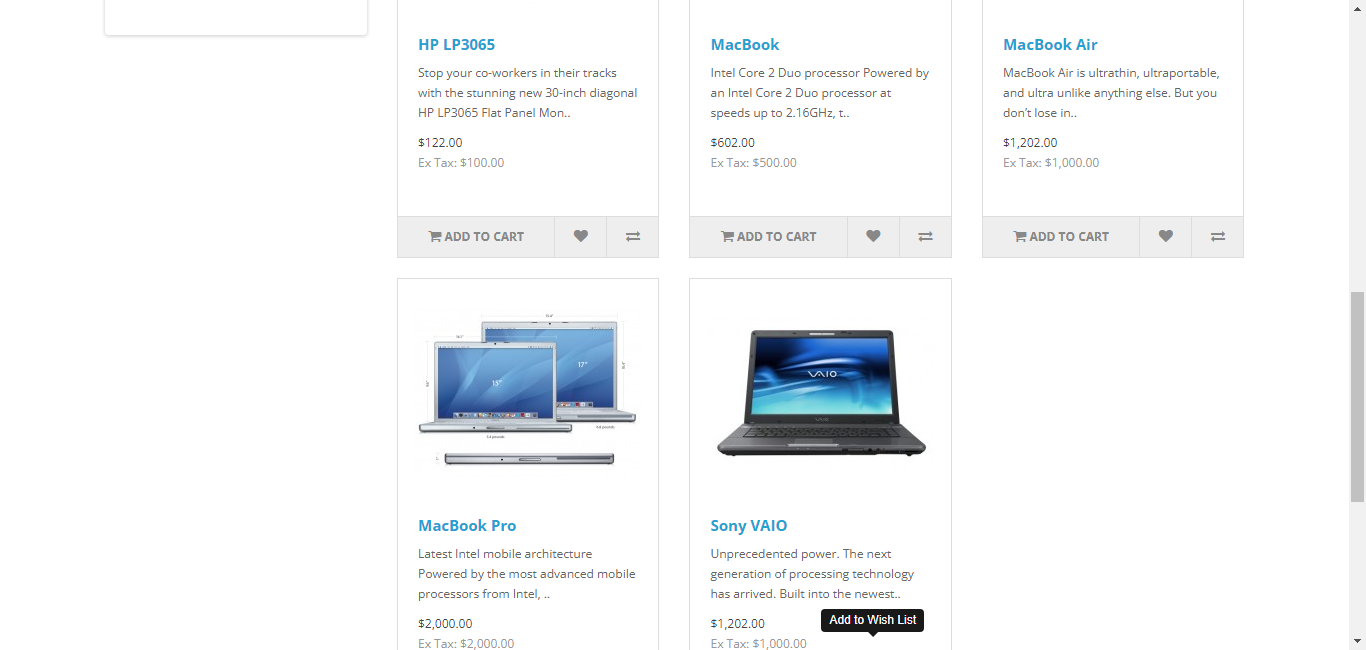 HP LP3065
Stop your co-workers in their tracks
with the stunning new 30-inch diagonal
HP LP3065 Flat Panel Mon..
$122.00
Ex Tax: $100.00
ADD TO CART
MacBook
Intel Core 2 Duo processor Powered by
an Intel Core 2 Duo processor at
speeds up to 2.16GHz, t..
$602.00
Ex Tax: $500.00
ADD TO CART
MacBook Air
MacBook Air is ultrathin, ultraportable,
and ultra unlike anything else. But you
don’t lose in..
$1,202.00
Ex Tax: $1,000.00
ADD TO CART
15"
17"
MacBook Pro
Latest Intel mobile architecture
Powered by the most advanced mobile
processors from Intel, ..
$2,000.00
Ex Tax: $2,000.00
VAIO
Sony VAIO
Unprecedented power. The next
generation of processing technology
has arrived. Built into the newest..
$1,202.00
Ex Tax: $1,000.00
Add to Wish List